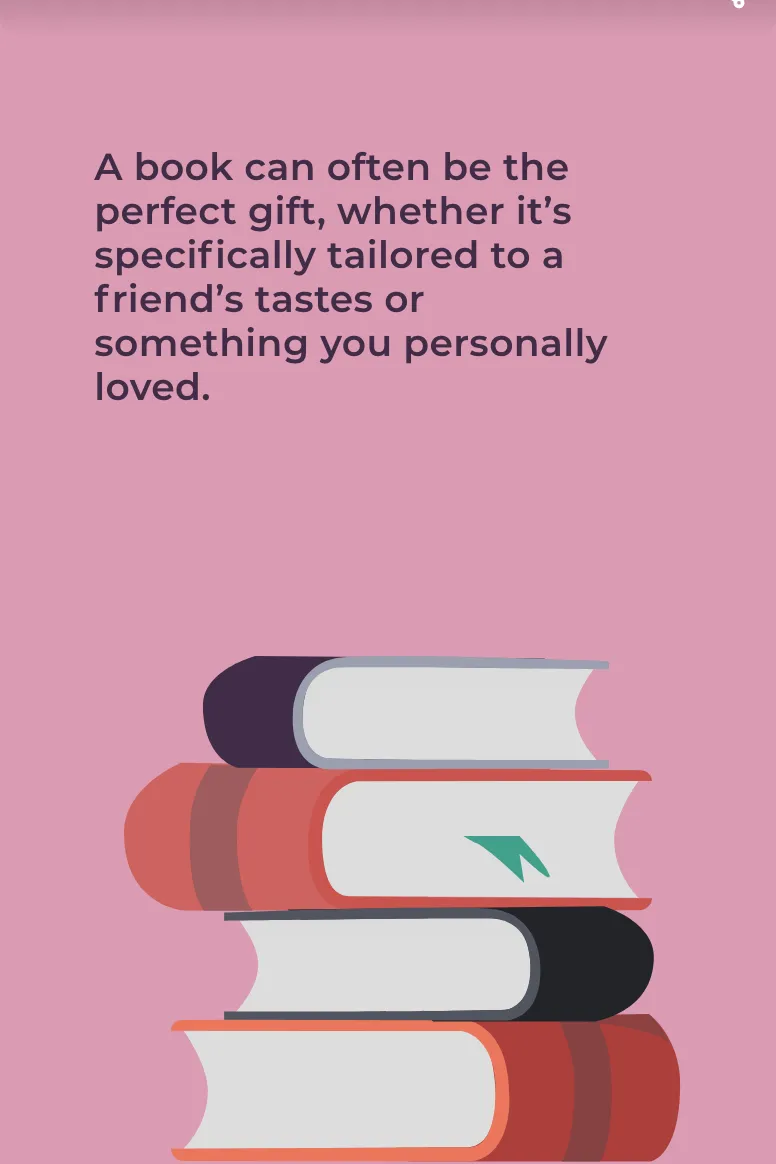 A book can often be the
perfect gift, whether it’s
specifically tailored to a
friend’s tastes or
something you personally
loved.